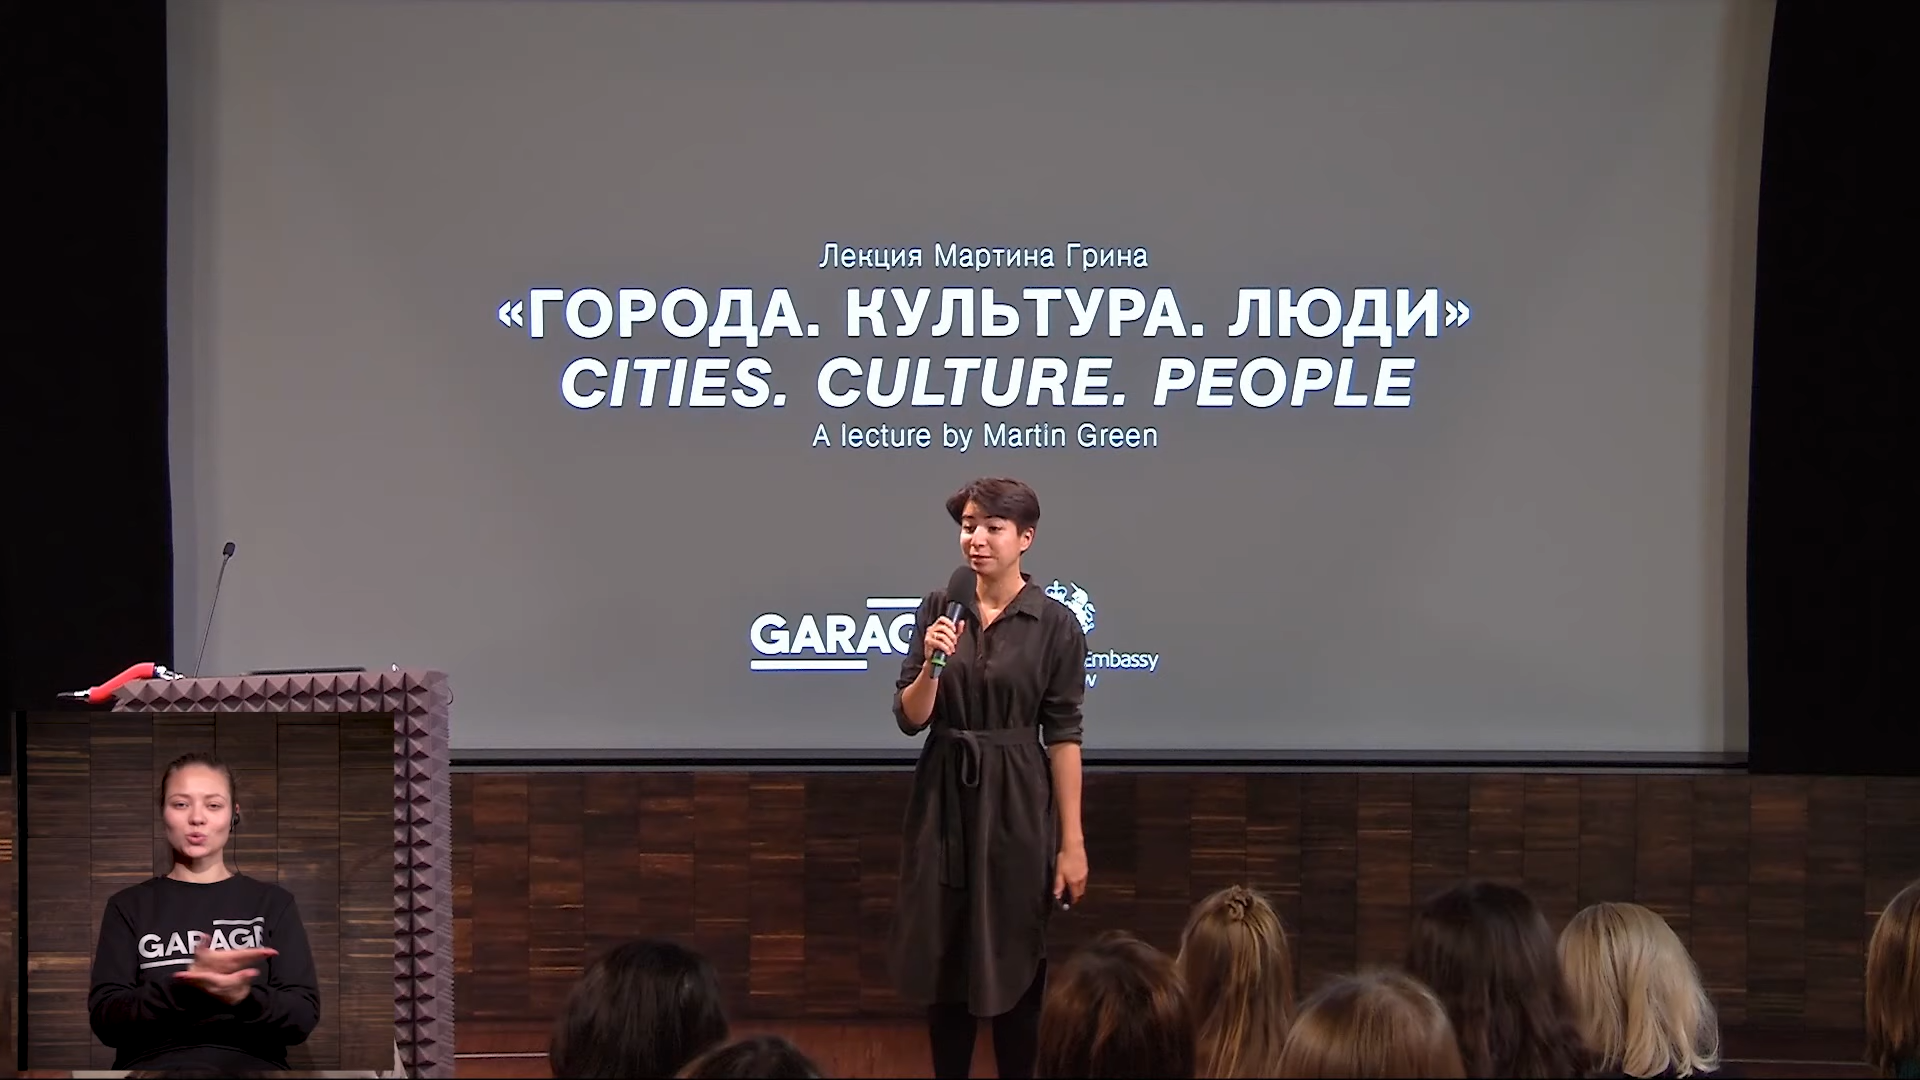 Лекция Мартина Грина
«ГОРОДА. КУЛЬТУРА. ЛЮДИ»
CITIES. CULTURE. PEOPLE
A lecture by Martin Green
GARAG
Embassy
GARAGE